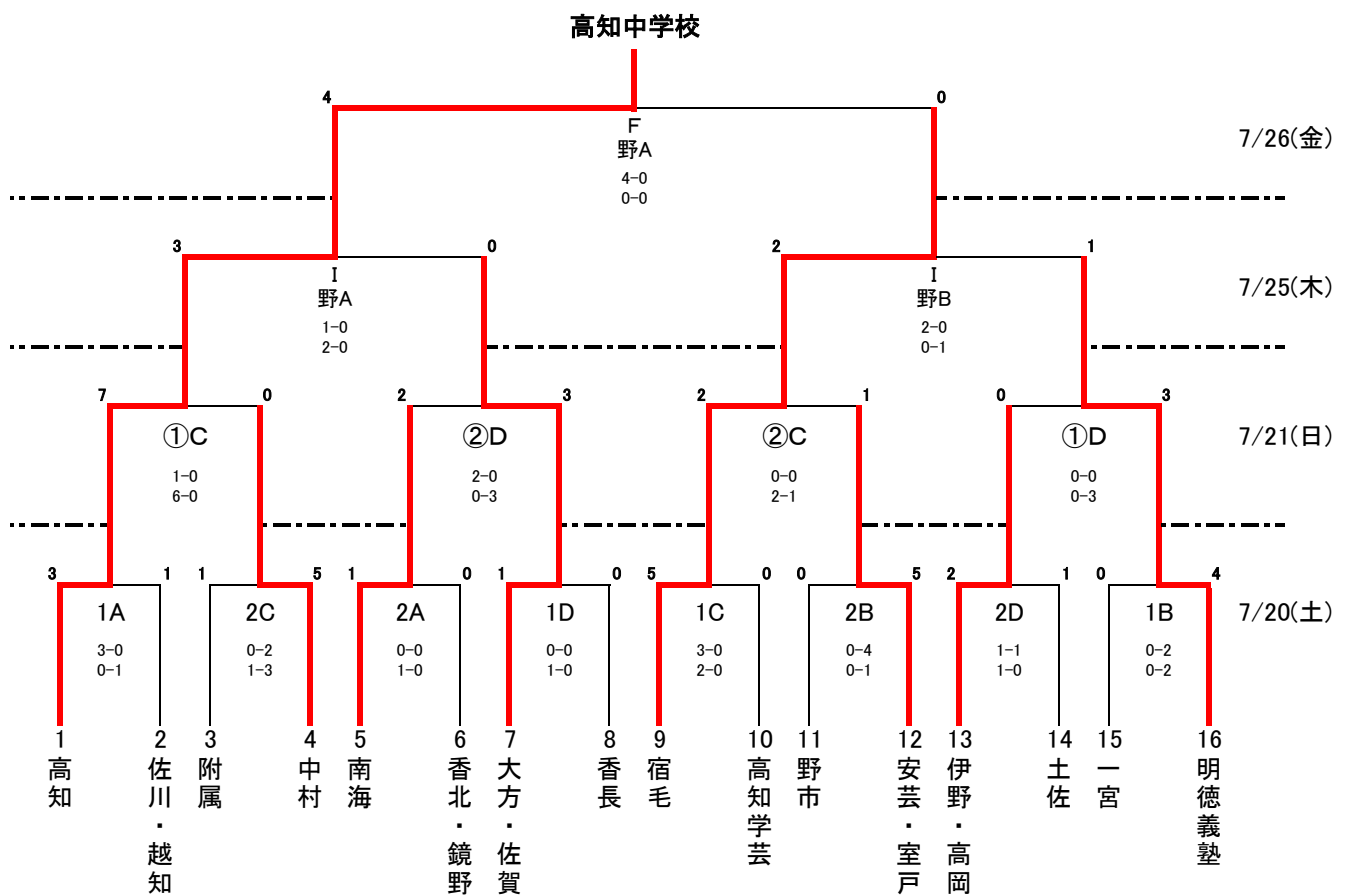 高知中学校
4 0
F
野A
4-0
0-0
7/26(金)
3 0 2 1
I I
野A 野B
1-0 2-0
2-0 0-1
7/25(木)
7 0 2 3 2 1 0 3
①C ②D ②C ①D
1-0 2-0 0-0 0-0
6-0 0-3 2-1 0-3
7/21(日)
3 1 1 5 1 0 1 0 5 0 0 5 2 1 0 4
1A 2C 2A 1D 1C 2B 2D 1B
3-0 0-2 0-0 0-0 3-0 0-4 1-1 0-2
0-1 1-3 1-0 1-0 2-0 0-1 1-0 0-2
7/20(土)
1 2 3 4 5 6 7 8 9 10 11 12 13 14 15 16
高知
佐川・越知
附属
中村
南海
香北・鏡野
大方・佐賀
香長
宿毛
高知学芸
野市
安芸・室戸
伊野・高岡
土佐
一宮
明徳義塾